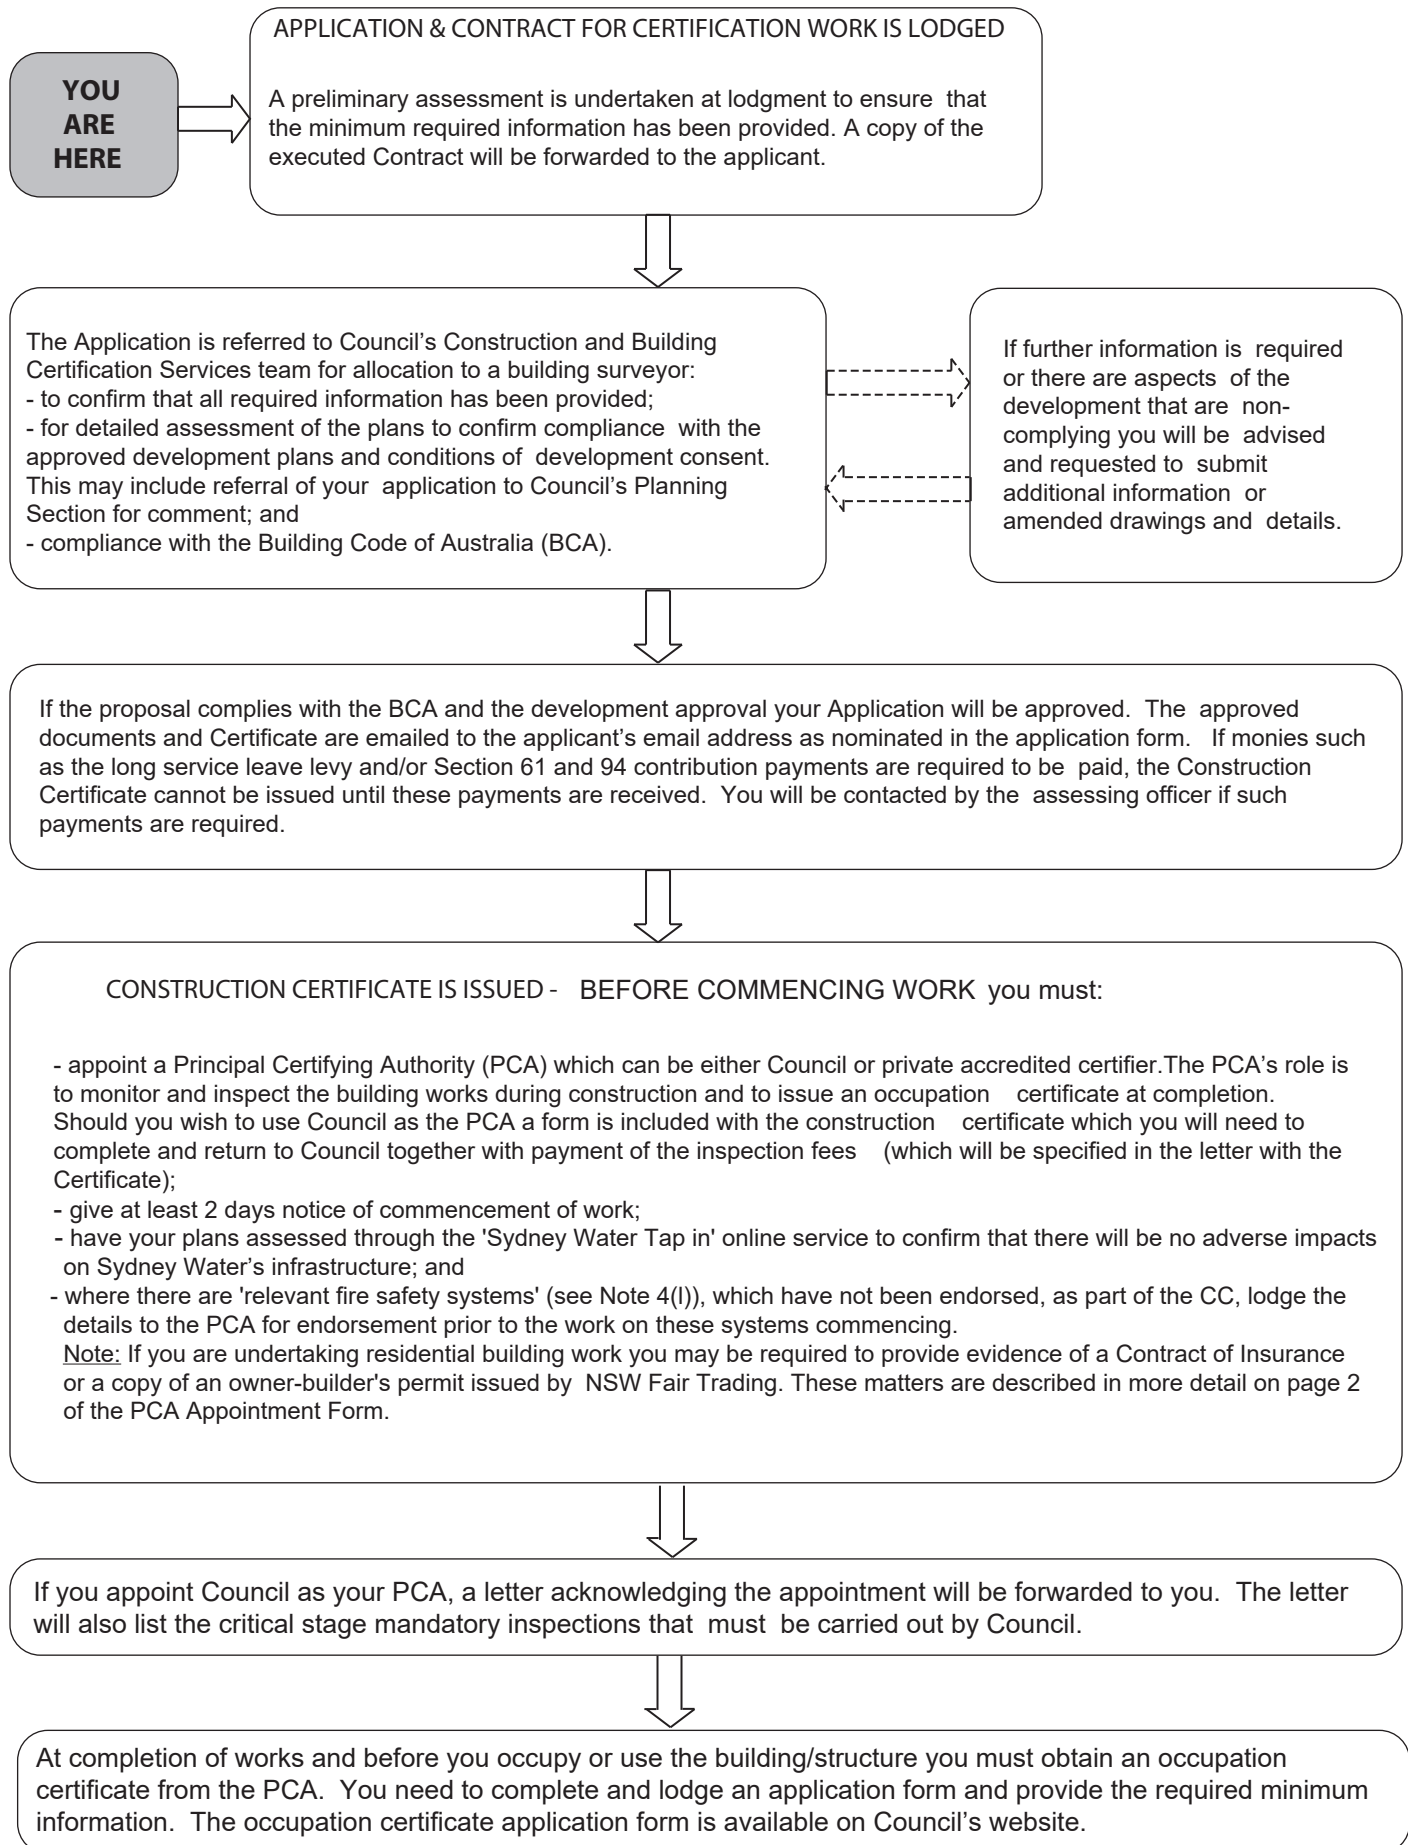 APPLICATION & CONTRACT FOR CERTIFICATION WORK IS LODGED
YOU
ARE
HERE
A preliminary assessment is undertaken at lodgment to ensure that
the minimum required information has been provided. A copy of the
executed Contract will be forwarded to the applicant.
The Application is referred to Council’s Construction and Building
Certification Services team for allocation to a building surveyor:
- to confirm that all required information has been provided;
- for detailed assessment of the plans to confirm compliance with the
approved development plans and conditions of development consent.
This may include referral of your application to Council’s Planning
Section for comment; and
- compliance with the Building Code of Australia (BCA).
If further information is required
or there are aspects of the
development that are non-
complying you will be advised
and requested to submit
additional information or
amended drawings and details.
If the proposal complies with the BCA and the development approval your Application will be approved. The approved
documents and Certificate are emailed to the applicant’s email address as nominated in the application form. If monies such
as the long service leave levy and/or Section 61 and 94 contribution payments are required to be paid, the Construction
Certificate cannot be issued until these payments are received. You will be contacted by the assessing officer if such
payments are required.
CONSTRUCTION CERTIFICATE IS ISSUED - BEFORE COMMENCING WORK you must:
- appoint a Principal Certifying Authority (PCA) which can be either Council or private accredited certifier.The PCA’s role is
to monitor and inspect the building works during construction and to issue an occupation certificate at completion.
Should you wish to use Council as the PCA a form is included with the construction certificate which you will need to
complete and return to Council together with payment of the inspection fees (which will be specified in the letter with the
Certificate);
- give at least 2 days notice of commencement of work;
- have your plans assessed through the 'Sydney Water Tap in' online service to confirm that there will be no adverse impacts
on Sydney Water’s infrastructure; and
- where there are 'relevant fire safety systems' (see Note 4(l)), which have not been endorsed, as part of the CC, lodge the
details to the PCA for endorsement prior to the work on these systems commencing.
Note: If you are undertaking residential building work you may be required to provide evidence of a Contract of Insurance
or a copy of an owner-builder's permit issued by NSW Fair Trading. These matters are described in more detail on page 2
of the PCA Appointment Form.
If you appoint Council as your PCA, a letter acknowledging the appointment will be forwarded to you. The letter
will also list the critical stage mandatory inspections that must be carried out by Council.
At completion of works and before you occupy or use the building/structure you must obtain an occupation
certificate from the PCA. You need to complete and lodge an application form and provide the required minimum
information. The occupation certificate application form is available on Council’s website.